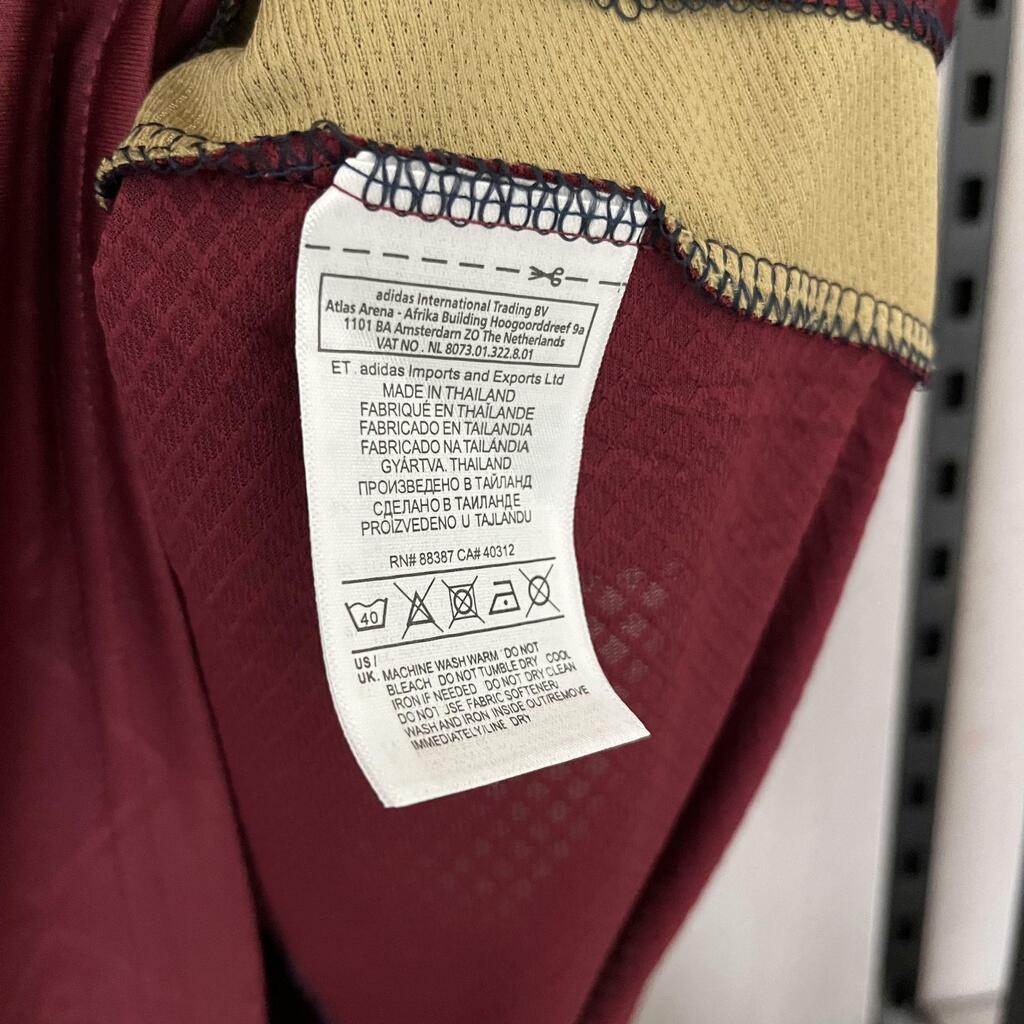 adidas International Trading BV
Atlas Arena - Afrika Building Hoogoorddreef 9a
1101 BA Amsterdam ZO The Netherlands
VAT NO . NL 8073.01.322.8.01
ET . adidas Imports and Exports Ltd
MADE IN THAILAND
FABRIQUÉ EN THAÏLANDE
FABRICADO EN TAILANDIA
FABRICADO NA TAILÂNDIA
GYÁRTVA. THAILAND
ПРОИЗВЕДЕНО В ТАЙЛАНД
СДЕЛАНО В ТАИЛАНДЕ
PROIZVEDENO U TAJLANDU
RN# 88387 CA# 40312
40
US /
UK. MACHINE WASH WARM DO NOT
BLEACH DO NOT TUMBLE DRY COOL
IRON IF NEEDED DO NOT DRY CLEAN
DO NOT USE FABRIC SOFTENER/
WASH AND IRON INSIDE OUT/REMOVE
IMMEDIATELY/LINE DRY